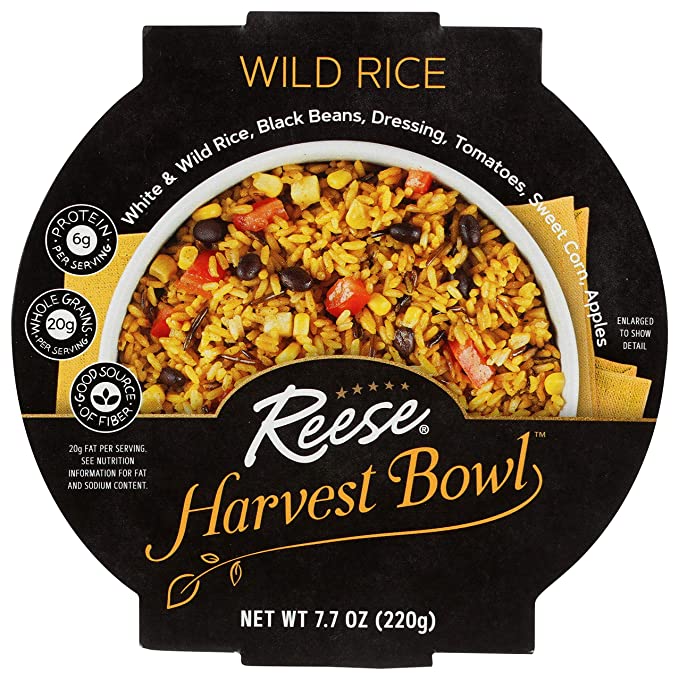 WILD RICE
White & Wild Rice, Black Beans, Dressing, Tomatoes, Sweet Corn, Apples
• PROTEIN •
6g
PER SERVING
WHOLE GRAINS
20g
• PER SERVING •
GOOD SOURCE
• OF FIBER •
ENLARGED
TO SHOW
DETAIL
20g FAT PER SERVING.
SEE NUTRITION
INFORMATION FOR FAT
AND SODIUM CONTENT.
Reese®
Harvest Bowl™
NET WT 7.7 OZ (220g)